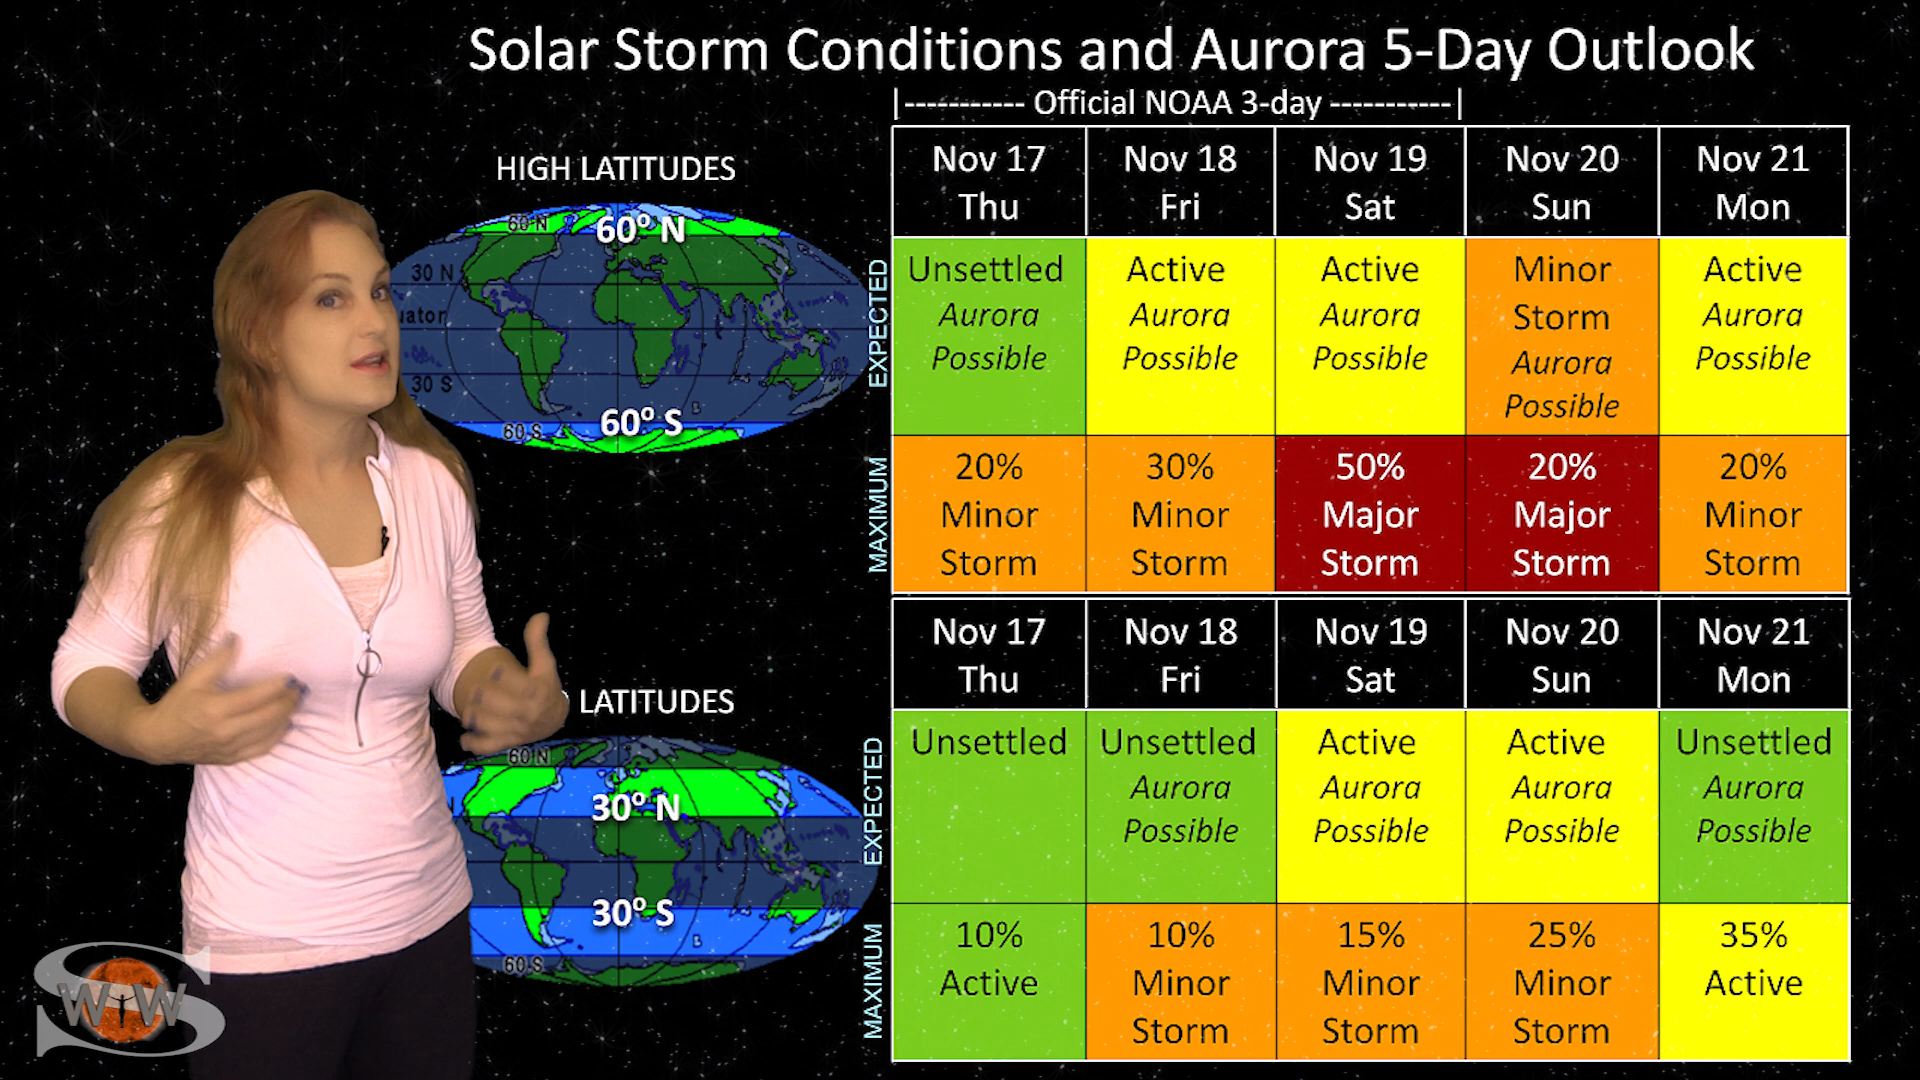 Solar Storm Conditions and Aurora 5-Day Outlook
|----------- Official NOAA 3-day -----------|
HIGH LATITUDES
60 N
60º N
30 N
30 S
60º S
60 S
Nov 17 Nov 18 Nov 19 Nov 20 Nov 21
Thu Fri Sat Sun Mon
EXPECTED
Unsettled
Aurora
Possible
Active
Aurora
Possible
Active
Aurora
Possible
Minor
Storm
Aurora
Possible
Active
Aurora
Possible
MAXIMUM
20%
Minor
Storm
30%
Minor
Storm
50%
Major
Storm
20%
Major
Storm
20%
Minor
Storm
LATITUDES
60 N
30º N
30º S
60 S
Nov 17 Nov 18 Nov 19 Nov 20 Nov 21
Thu Fri Sat Sun Mon
EXPECTED
Unsettled
Unsettled
Aurora
Possible
Active
Aurora
Possible
Active
Aurora
Possible
Unsettled
Aurora
Possible
MAXIMUM
10%
Active
10%
Minor
Storm
15%
Minor
Storm
25%
Minor
Storm
35%
Active
S
W W